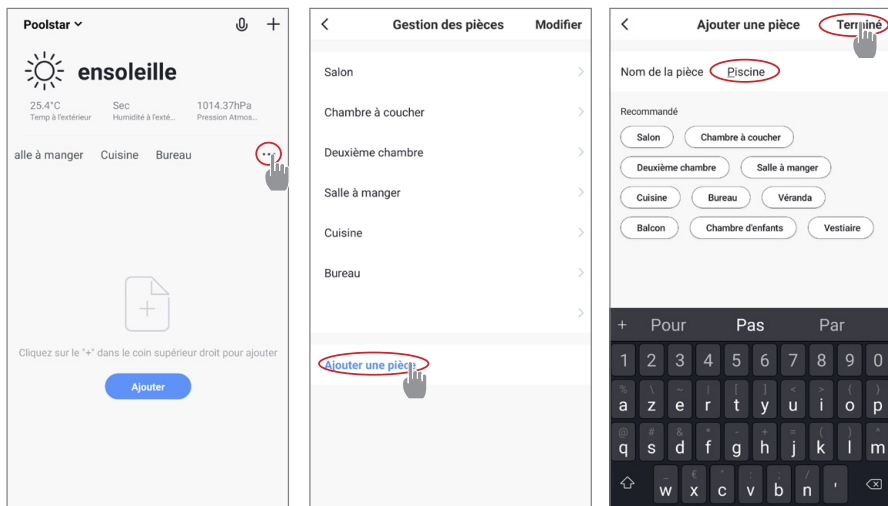 Poolstar
ensoleille
25.4°C Sec 1014.37hPa
Temp à l'extérieur Humidité à l'exté... Pression Atmos...
alle à manger Cuisine Bureau ...
Cliquez sur le "+" dans le coin supérieur droit pour ajouter
Ajouter
Gestion des pièces Modifier
Salon
Chambre à coucher
Deuxième chambre
Salle à manger
Cuisine
Bureau
Ajouter une pièce
Ajouter une pièce Terminé
Nom de la pièce Piscine
Recommandé
Salon Chambre à coucher
Deuxième chambre Salle à manger
Cuisine Bureau Véranda
Balcon Chambre d'enfants Vestiaire
+ Pour Pas Par
1 2 3 4 5 6 7 8 9 0
% \ ~ | [ ] < > { }
a z e r t y u i o p
@ # & * - + = ( ) ^
q s d f g h j k l m
_ € " : ; /
w x c v b n '